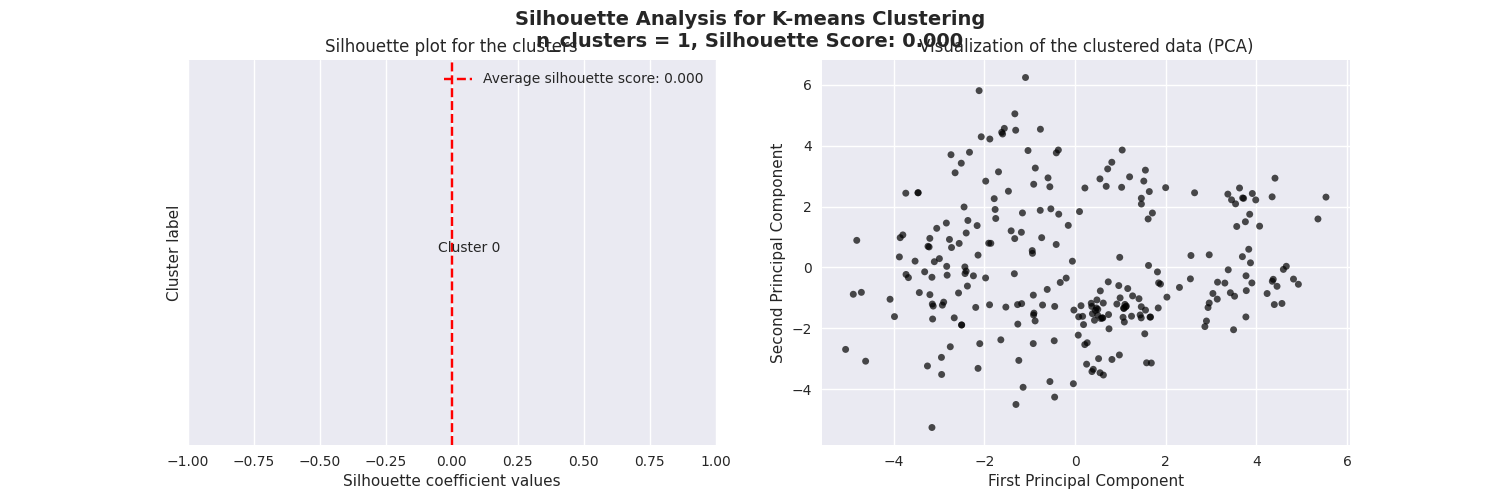 Silhouette Analysis for K-means Clustering
n_clusters = 1, Silhouette Score: 0.000
Silhouette plot for the clusters
Visualization of the clustered data (PCA)
Average silhouette score: 0.000
Cluster label
Cluster 0
−1.00 −0.75 −0.50 −0.25 0.00 0.25 0.50 0.75 1.00
Silhouette coefficient values
Second Principal Component
6
4
2
0
−2
−4
−4 −2 0 2 4 6
First Principal Component